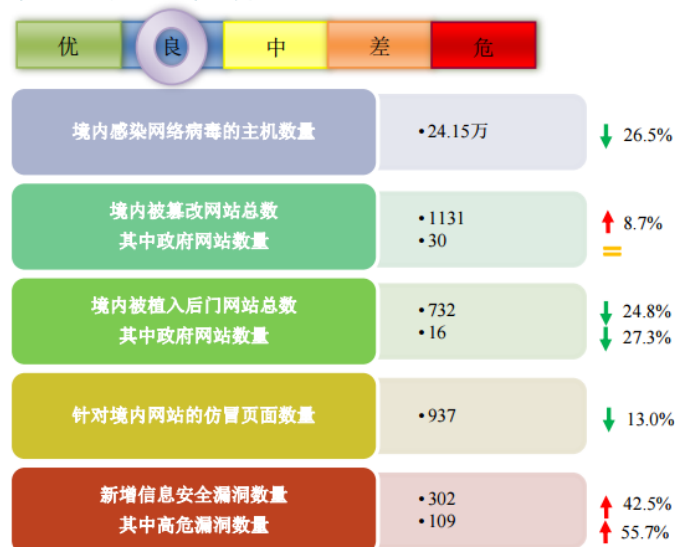 优 良 中 差 危
境内感染网络病毒的主机数量 •24.15万 26.5%
境内被篡改网站总数 •1131 8.7%
其中政府网站数量 •30 =
境内被植入后门网站总数 •732 24.8%
其中政府网站数量 •16 27.3%
针对境内网站的仿冒页面数量 •937 13.0%
新增信息安全漏洞数量 •302 42.5%
其中高危漏洞数量 •109 55.7%